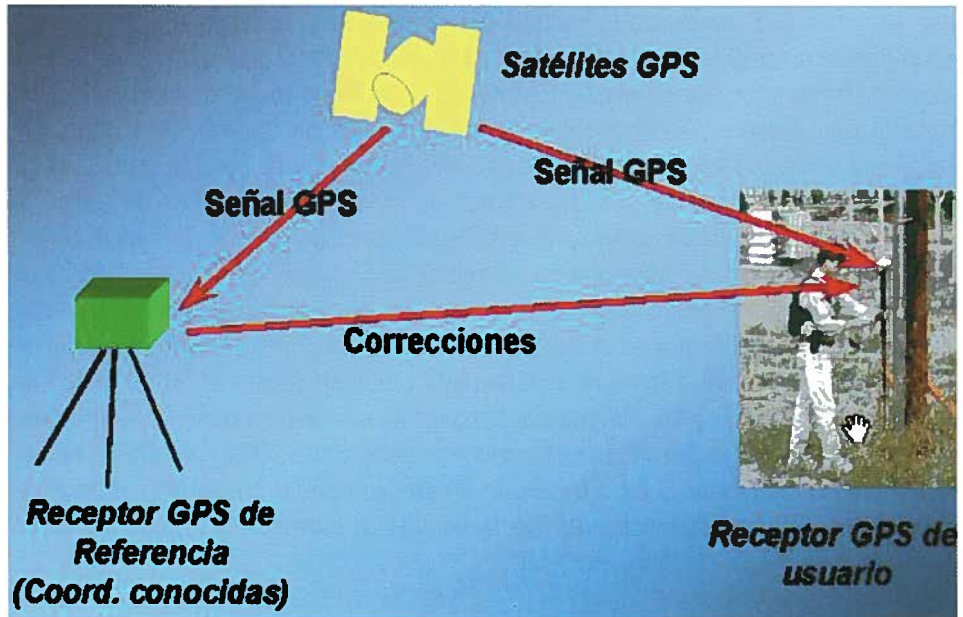 Satélites GPS
Señal GPS
Señal GPS
Correcciones
Receptor GPS de
Referencia
(Coord. conocidas)
Receptor GPS de
usuario